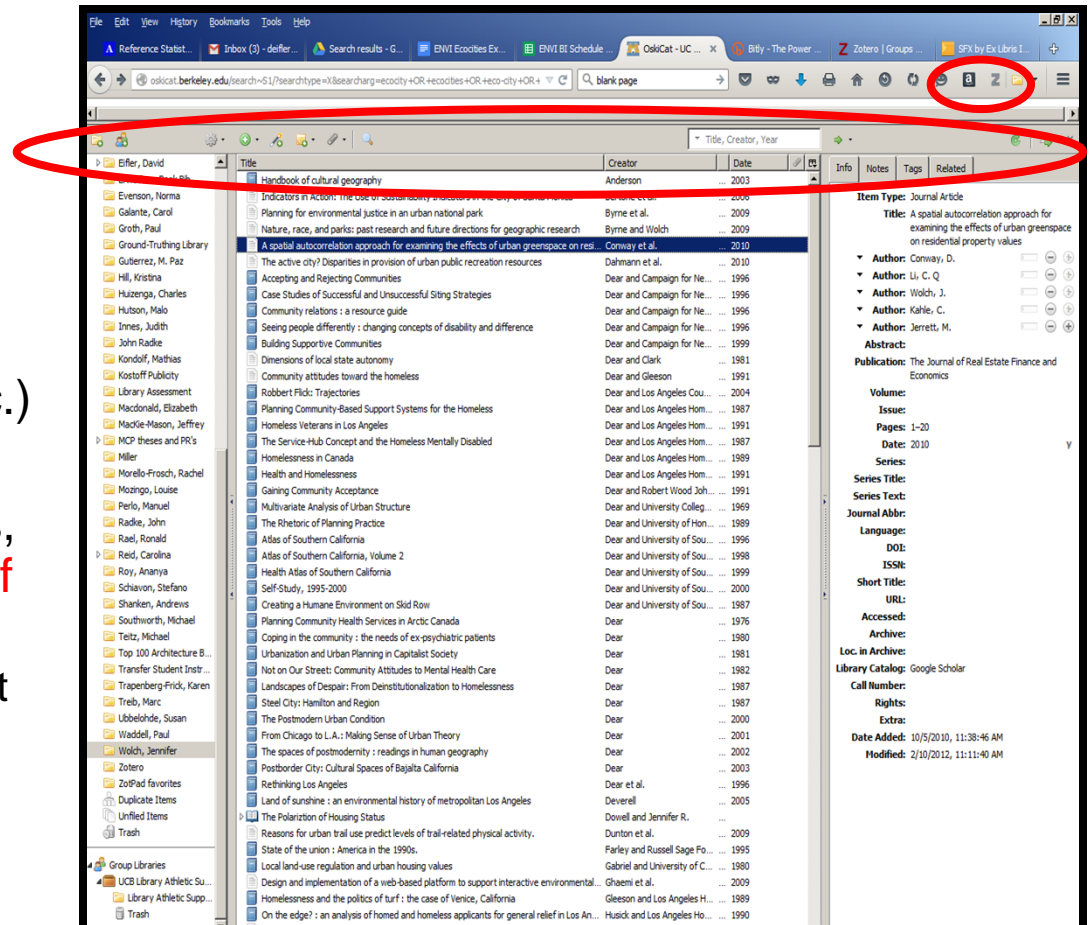 c.)
,
f
t
File Edit View History Bookmarks Tools Help
Reference Statist... Inbox (3) - deifler... Search results - G... ENVI Ecocities Ex... ENVI BI Schedule ... OskiCat - UC ... Bitly - The Power ... Zotero | Groups ... SFX by Ex Libris I...
oskicat.berkeley.edu/search~S1/?searchtype=X&searcharg=ecocity+OR+ecocities+OR+eco-city+OR+ blank page
Title, Creator, Year
Eifler, David
Evenson, Norma
Galante, Carol
Groth, Paul
Ground-Truthing Library
Gutierrez, M. Paz
Hill, Kristina
Huizenga, Charles
Hutson, Malo
Innes, Judith
John Radke
Kondolf, Mathias
Kostoff Publicity
Library Assessment
Macdonald, Elizabeth
MacKie-Mason, Jeffrey
MCP theses and PR's
Miller
Morello-Frosch, Rachel
Mozingo, Louise
Perlo, Manuel
Radke, John
Rael, Ronald
Reid, Carolina
Roy, Ananya
Schiavon, Stefano
Shanken, Andrews
Southworth, Michael
Teitz, Michael
Top 100 Architecture B...
Transfer Student Instr...
Trapenberg-Frick, Karen
Treib, Marc
Ubbelohde, Susan
Waddell, Paul
Wolch, Jennifer
Zotero
ZotPad favorites
Duplicate Items
Unfiled Items
Trash
Group Libraries
UCB Library Athletic Su...
Library Athletic Supp...
Trash
Title Creator Date
Handbook of cultural geography Anderson ... 2003
Indicators in Action: The Use of Sustainability Indicators in the City of Santa Monica ... 2006
Planning for environmental justice in an urban national park Byrne et al. ... 2009
Nature, race, and parks: past research and future directions for geographic research Byrne and Wolch ... 2009
A spatial autocorrelation approach for examining the effects of urban greenspace on resi... Conway et al. ... 2010
The active city? Disparities in provision of urban public recreation resources Dahmann et al. ... 2010
Accepting and Rejecting Communities Dear and Campaign for Ne... ... 1996
Case Studies of Successful and Unsuccessful Siting Strategies Dear and Campaign for Ne... ... 1996
Community relations : a resource guide Dear and Campaign for Ne... ... 1996
Seeing people differently : changing concepts of disability and difference Dear and Campaign for Ne... ... 1996
Building Supportive Communities Dear and Campaign for Ne... ... 1999
Dimensions of local state autonomy Dear and Clark ... 1981
Community attitudes toward the homeless Dear and Gleeson ... 1991
Robbert Flick: Trajectories Dear and Los Angeles Cou... ... 2004
Planning Community-Based Support Systems for the Homeless Dear and Los Angeles Hom... ... 1987
Homeless Veterans in Los Angeles Dear and Los Angeles Hom... ... 1991
The Service-Hub Concept and the Homeless Mentally Disabled Dear and Los Angeles Hom... ... 1987
Homelessness in Canada Dear and Los Angeles Hom... ... 1989
Health and Homelessness Dear and Los Angeles Hom... ... 1991
Gaining Community Acceptance Dear and Robert Wood Joh... ... 1991
Multivariate Analysis of Urban Structure Dear and University Colleg... ... 1969
The Rhetoric of Planning Practice Dear and University of Hon... ... 1989
Atlas of Southern California Dear and University of Sou... ... 1996
Atlas of Southern California, Volume 2 Dear and University of Sou... ... 1998
Health Atlas of Southern California Dear and University of Sou... ... 1999
Self-Study, 1995-2000 Dear and University of Sou... ... 2000
Creating a Humane Environment on Skid Row Dear and University of Sou... ... 1987
Planning Community Health Services in Arctic Canada Dear ... 1976
Coping in the community : the needs of ex-psychiatric patients Dear ... 1980
Urbanization and Urban Planning in Capitalist Society Dear ... 1981
Not on Our Street: Community Attitudes to Mental Health Care Dear ... 1982
Landscapes of Despair: From Deinstitutionalization to Homelessness Dear ... 1987
Steel City: Hamilton and Region Dear ... 1987
The Postmodern Urban Condition Dear ... 2000
From Chicago to L.A.: Making Sense of Urban Theory Dear ... 2001
The spaces of postmodernity : readings in human geography Dear ... 2002
Postborder City: Cultural Spaces of Bajalta California Dear ... 2003
Rethinking Los Angeles Dear et al. ... 1996
Land of sunshine : an environmental history of metropolitan Los Angeles Deverell ... 2005
The Polariztion of Housing Status Dowell and Jennifer R. ...
Reasons for urban trail use predict levels of trail-related physical activity. Dunton et al. ... 2009
State of the union : America in the 1990s. Farley and Russell Sage Fo... ... 1995
Local land-use regulation and urban housing values Gabriel and University of C... ... 1980
Design and implementation of a web-based platform to support interactive environmental... Ghaemi et al. ... 2009
Homelessness and the politics of turf : the case of Venice, California Gleeson and Los Angeles H... ... 1989
On the edge? : an analysis of homed and homeless applicants for general relief in Los An... Husick and Los Angeles Ho... ... 1990
Info Notes Tags Related
Item Type: Journal Article
Title: A spatial autocorrelation approach for
examining the effects of urban greenspace
on residential property values
Author: Conway, D.
Author: Li, C. Q
Author: Wolch, J.
Author: Kahle, C.
Author: Jerrett, M.
Abstract:
Publication: The Journal of Real Estate Finance and
Economics
Volume:
Issue:
Pages: 1–20
Date: 2010 y
Series:
Series Title:
Series Text:
Journal Abbr:
Language:
DOI:
ISSN:
Short Title:
URL:
Accessed:
Archive:
Loc. in Archive:
Library Catalog: Google Scholar
Call Number:
Rights:
Extra:
Date Added: 10/5/2010, 11:38:46 AM
Modified: 2/10/2012, 11:11:40 AM